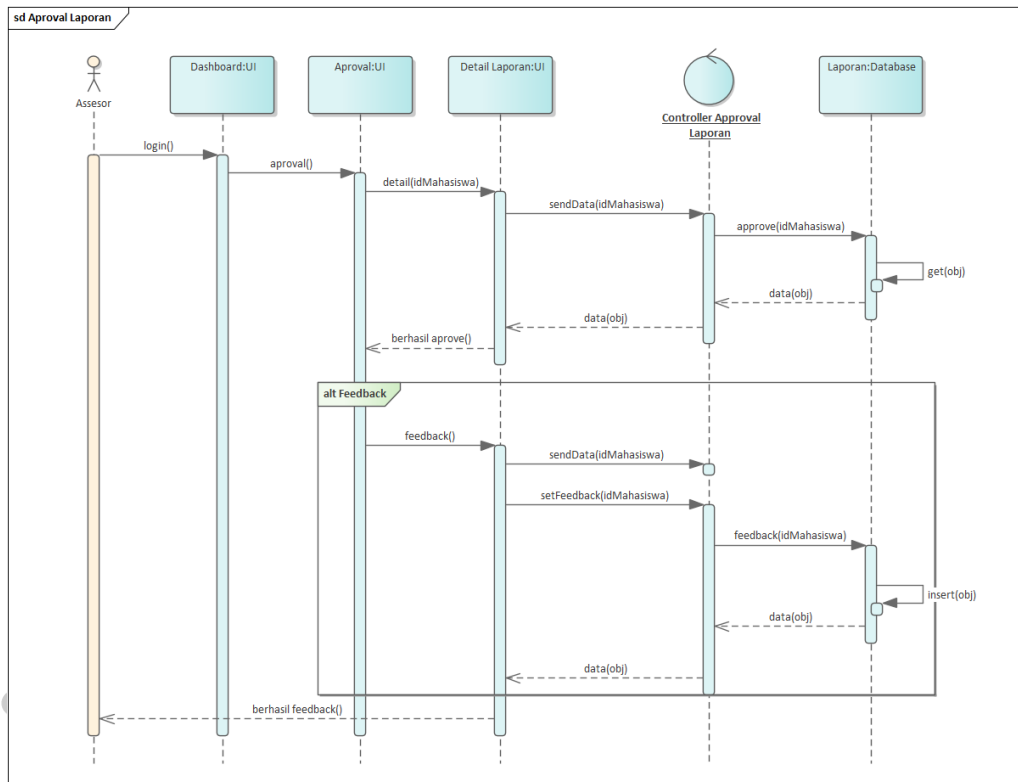 sd Aproval Laporan
Assesor
Dashboard:UI
Aproval:UI
Detail Laporan:UI
Controller Approval
Laporan
Laporan:Database
login()
aproval()
detail(idMahasiswa)
sendData(idMahasiswa)
approve(idMahasiswa)
get(obj)
data(obj)
data(obj)
berhasil aprove()
alt Feedback
feedback()
sendData(idMahasiswa)
setFeedback(idMahasiswa)
feedback(idMahasiswa)
insert(obj)
data(obj)
data(obj)
berhasil feedback()